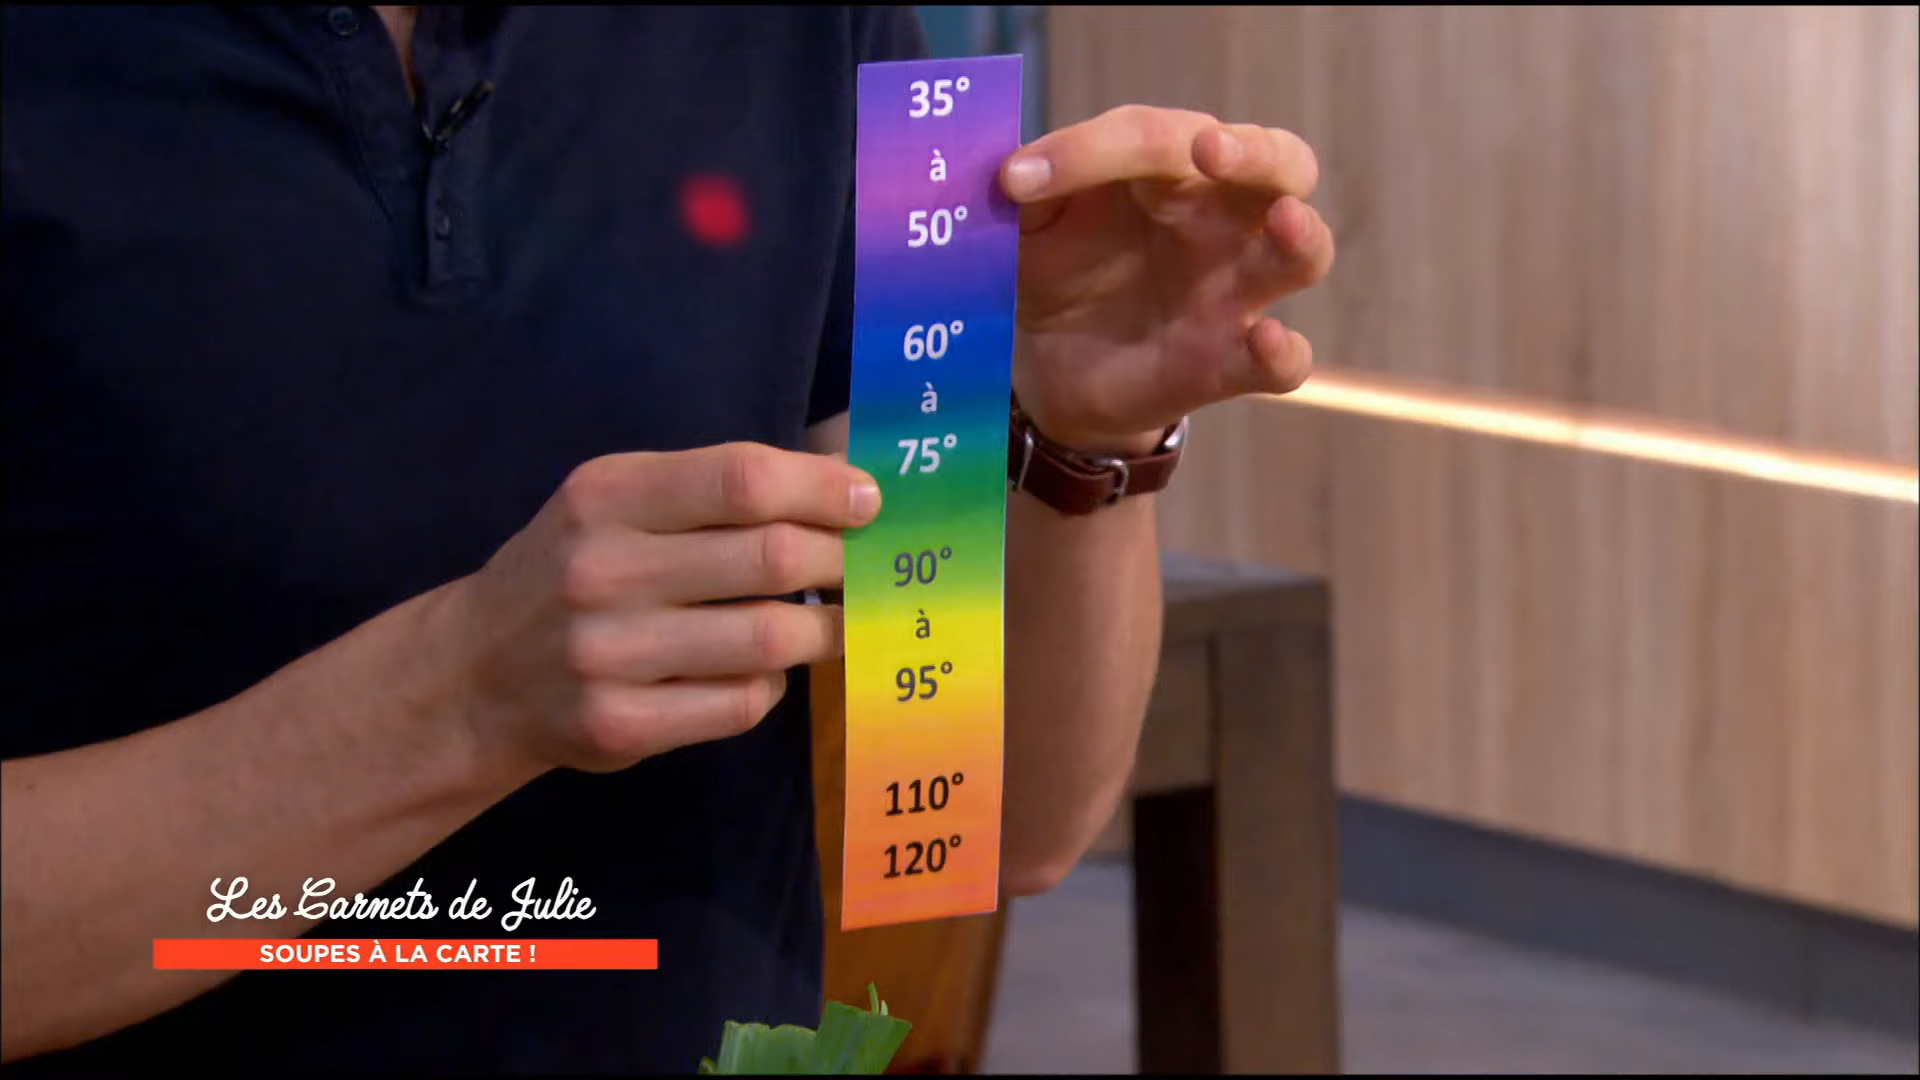 35°
à
50°
60°
à
75°
90°
à
95°
110°
120°
Les Carnets de Julie
SOUPES À LA CARTE !